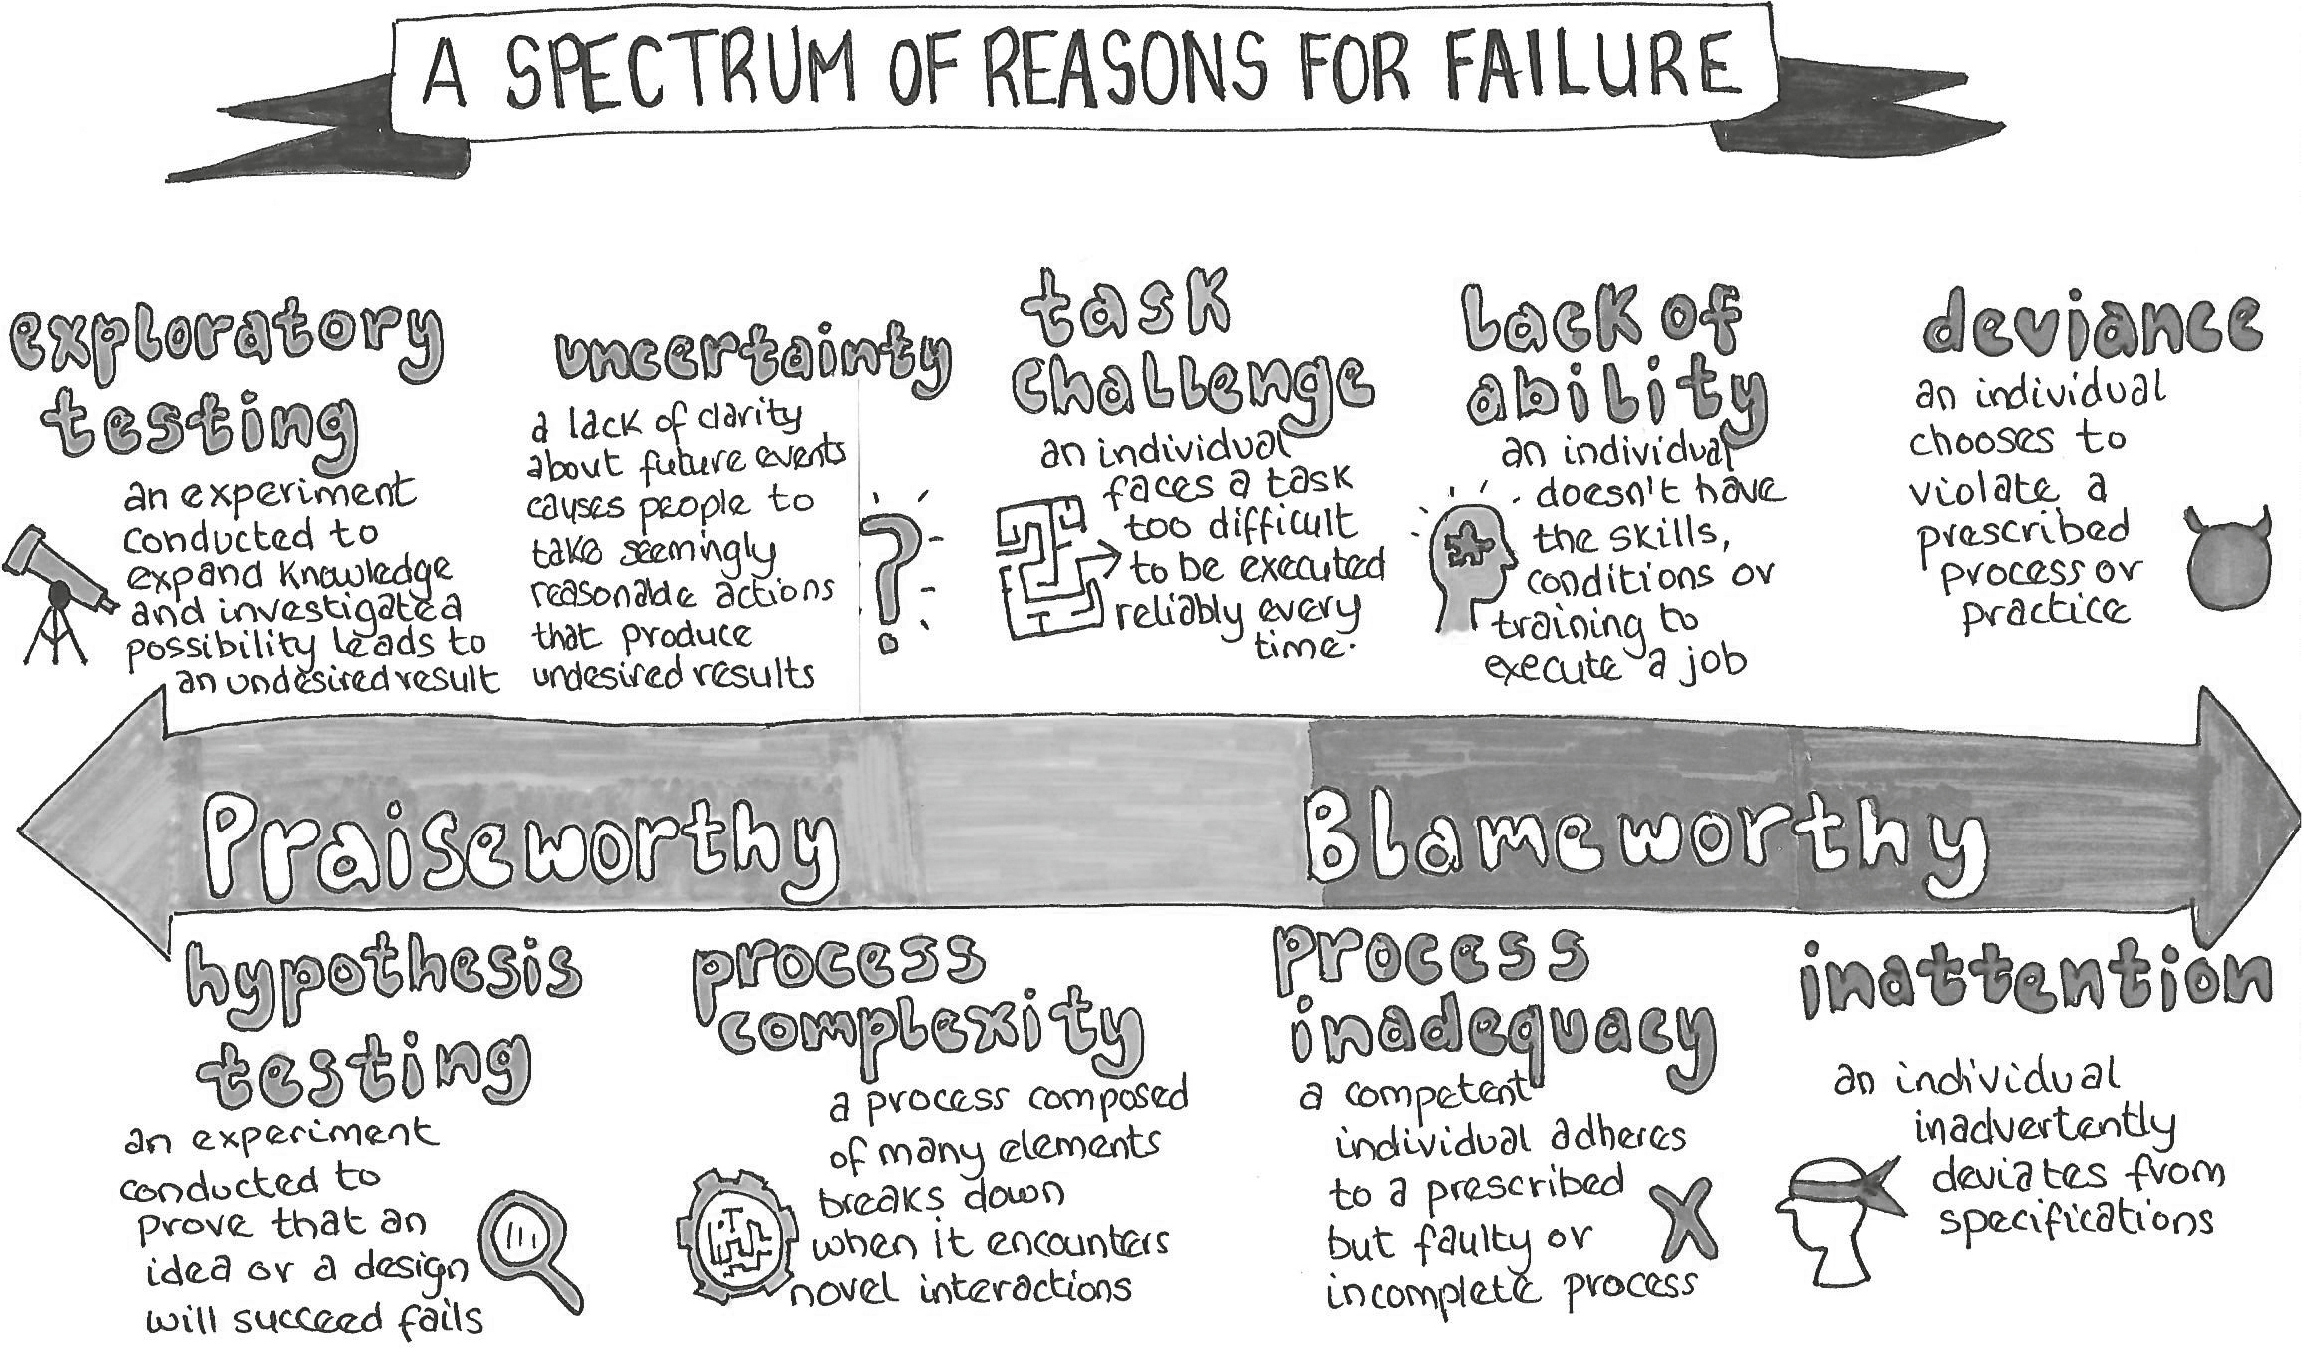 A SPECTRUM OF REASONS FOR FAILURE
exploratory
testing
an experiment
conducted to
expand knowledge
and investigate a
possibility leads to
an undesired result
uncertainty
a lack of clarity
about future events
causes people to
take seemingly
reasonable actions
that produce
undesired results
?
task
challenge
an individual
faces a task
too difficult
to be executed
reliably every
time.
lack of
ability
an individual
doesn't have
the skills,
conditions or
training to
execute a job
deviance
an individual
chooses to
violate a
prescribed
process or
practice
Praiseworthy
Blameworthy
hypothesis
testing
an experiment
conducted to
prove that an
idea or a design
will succeed fails
process
complexity
a process composed
of many elements
breaks down
when it encounters
novel interactions
process
inadequacy
a competent
individual adheres
to a prescribed
but faulty or
incomplete process
inattention
an individual
inadvertently
deviates from
specifications